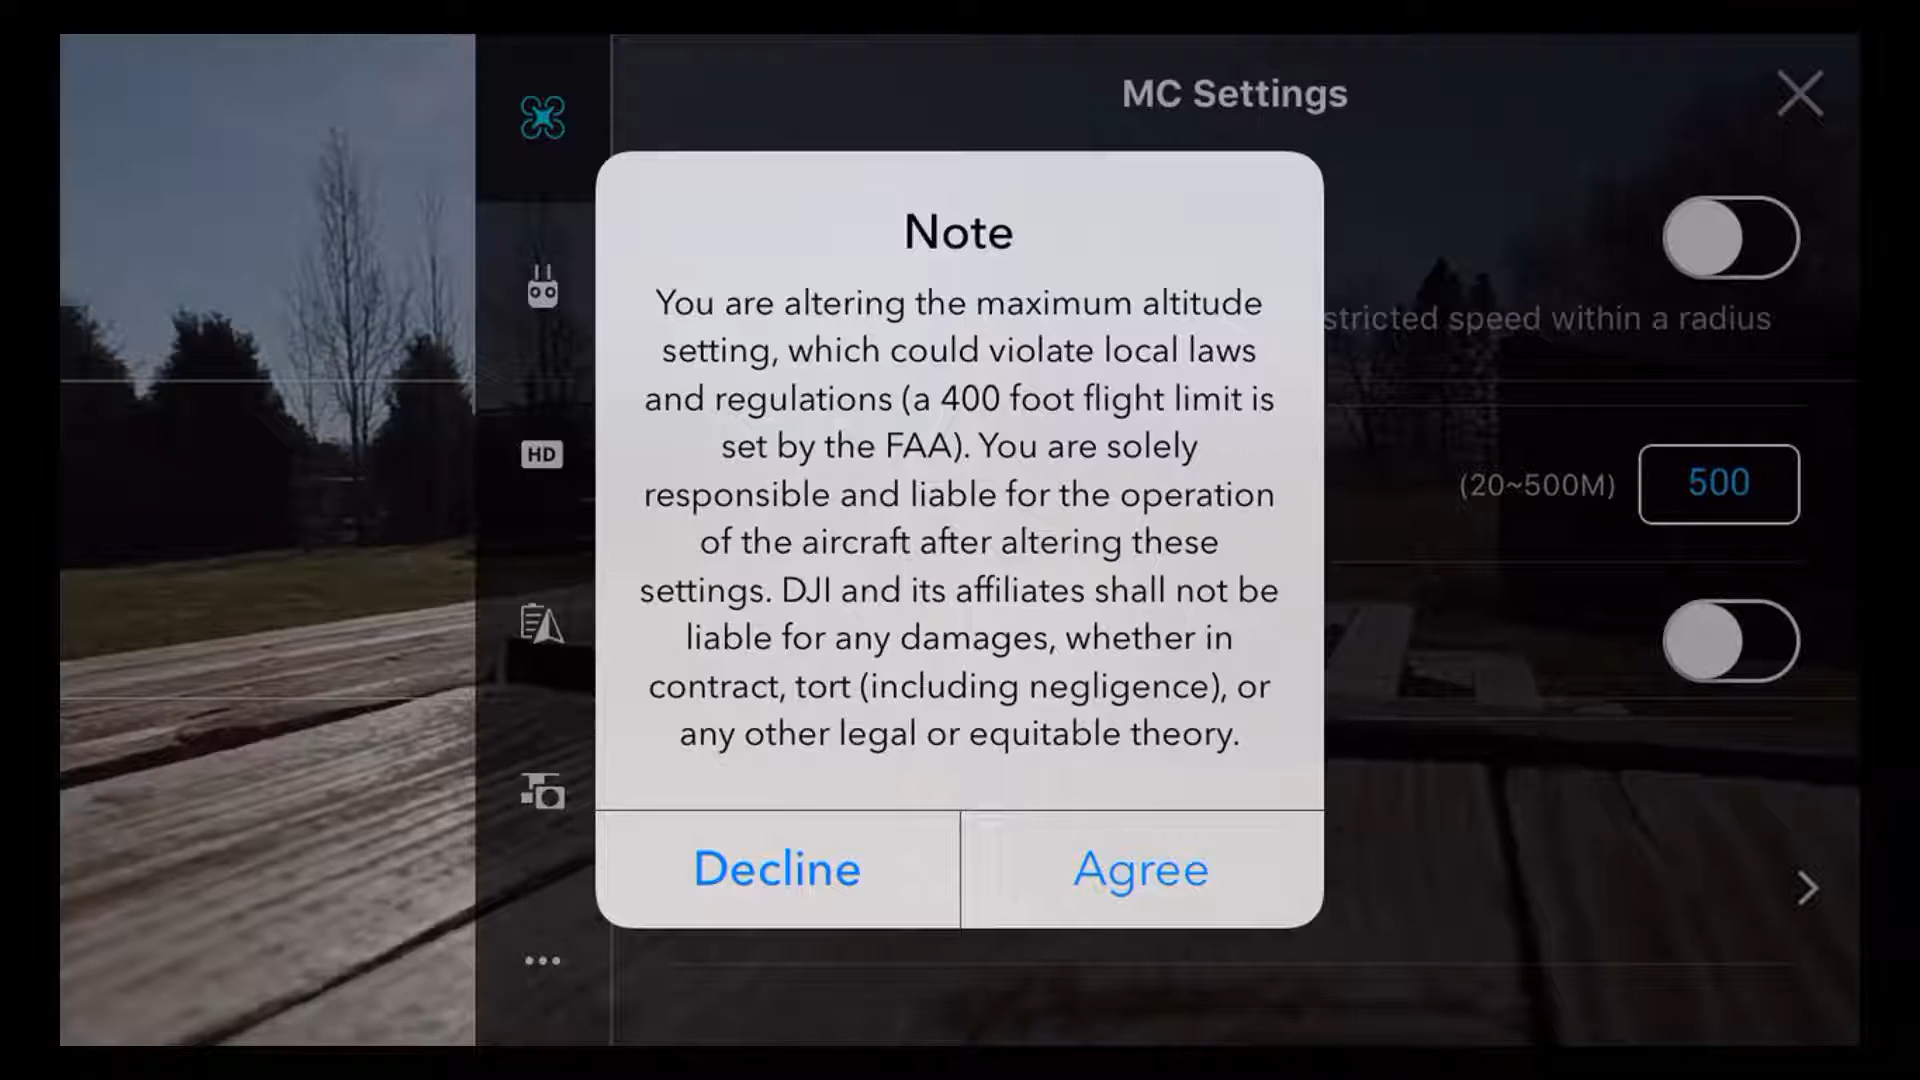 MC Settings
Note
You are altering the maximum altitude
setting, which could violate local laws
and regulations (a 400 foot flight limit is
set by the FAA). You are solely
responsible and liable for the operation
of the aircraft after altering these
settings. DJI and its affiliates shall not be
liable for any damages, whether in
contract, tort (including negligence), or
any other legal or equitable theory.
Decline
Agree
stricted speed within a radius
(20~500M)
500
HD